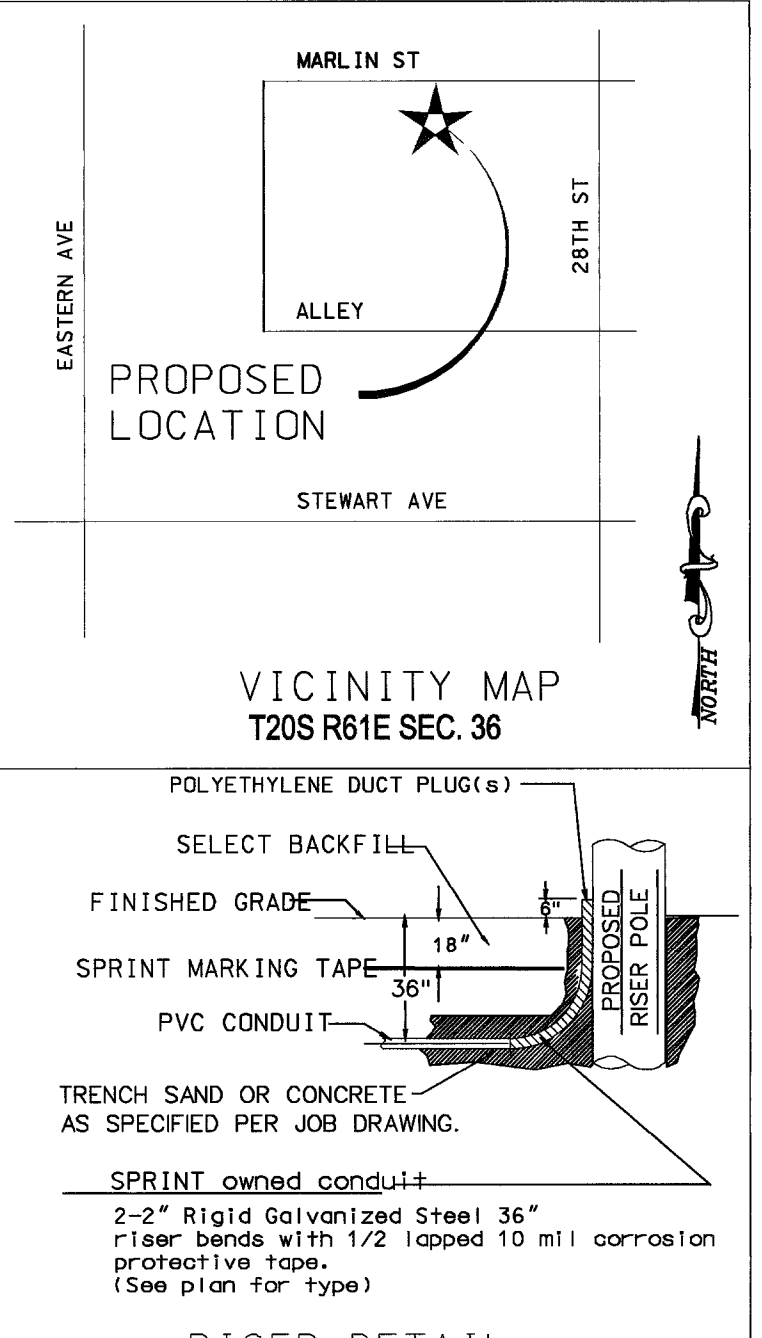 MARLIN ST
28TH ST
EASTERN AVE
ALLEY
PROPOSED
LOCATION
STEWART AVE
NORTH
VICINITY MAP
T20S R61E SEC. 36
POLYETHYLENE DUCT PLUG(s)
SELECT BACKFILL
FINISHED GRADE
6"
18"
SPRINT MARKING TAPE
36"
PROPOSED
RISER POLE
PVC CONDUIT
TRENCH SAND OR CONCRETE
AS SPECIFIED PER JOB DRAWING.
SPRINT owned conduit
2-2" Rigid Galvanized Steel 36"
riser bends with 1/2 lapped 10 mil corrosion
protective tape.
(See plan for type)
RISER DETAIL